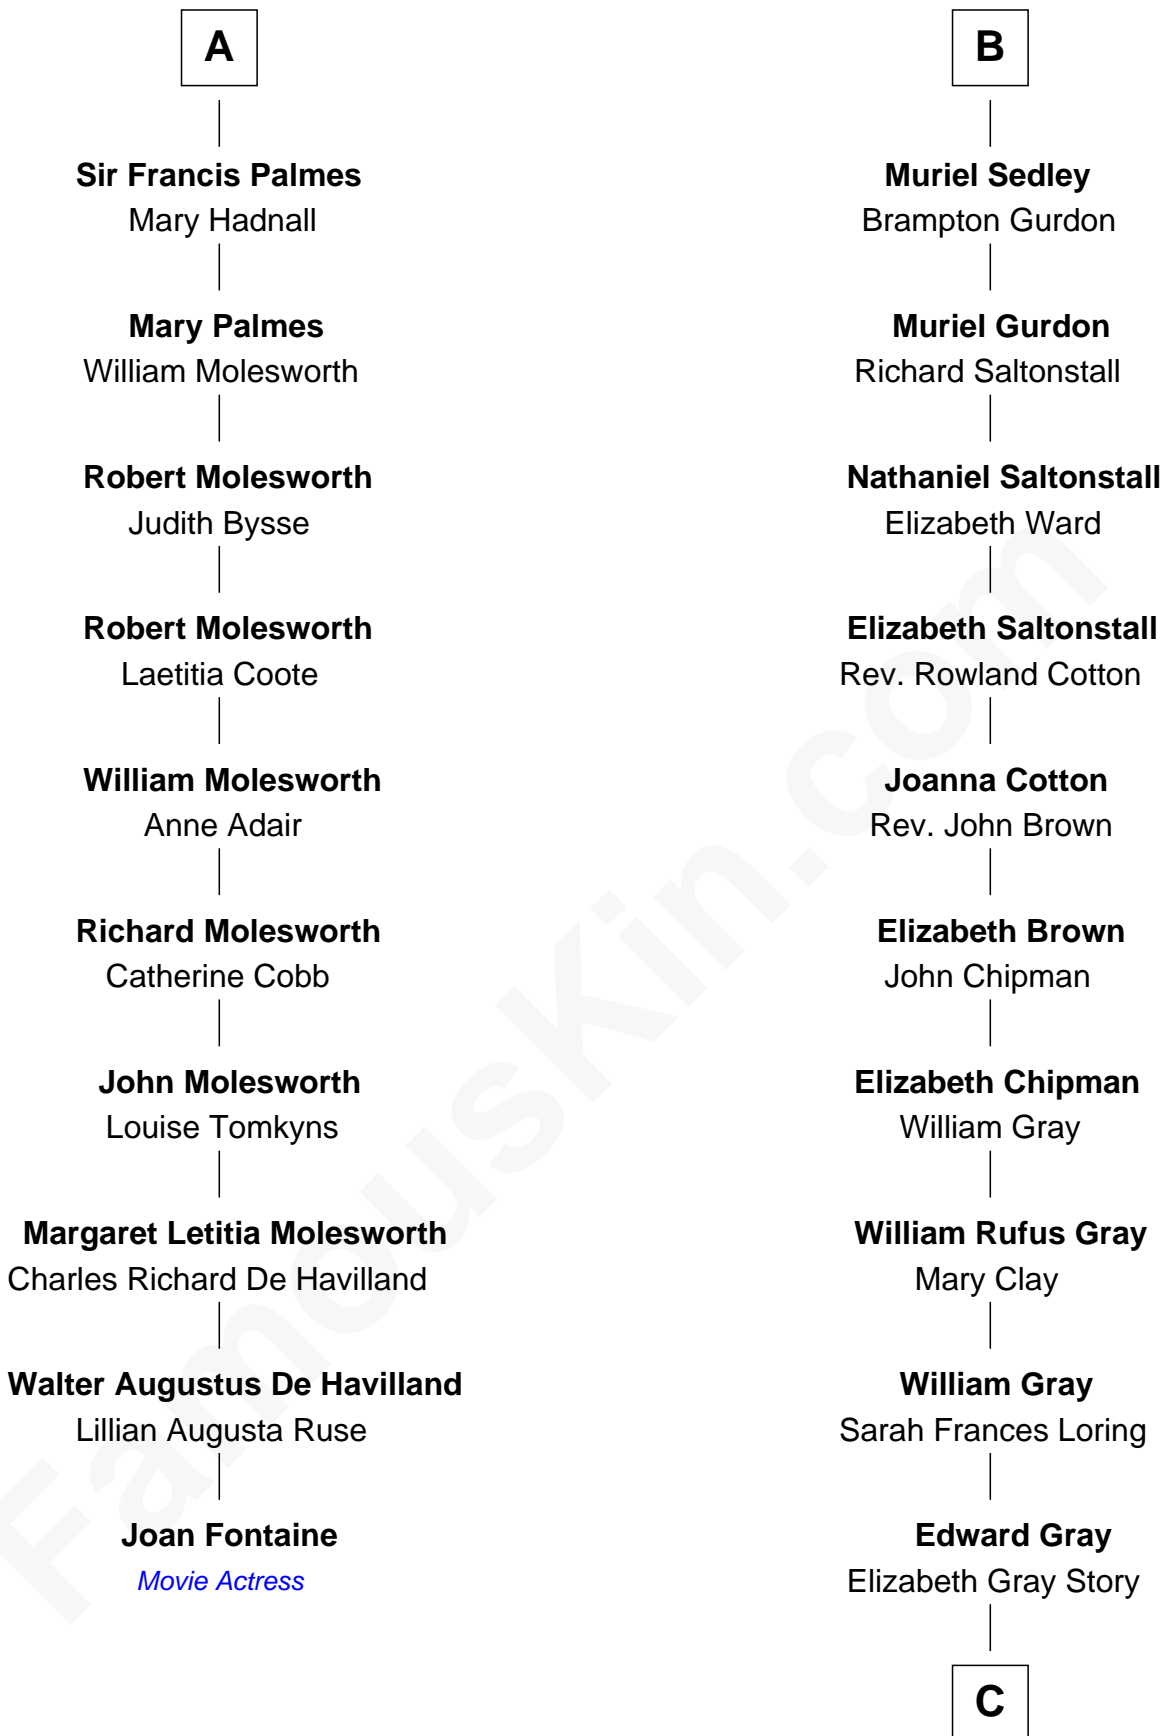 A
Sir Francis Palmes
Mary Hadnall
Mary Palmes
William Molesworth
Robert Molesworth
Judith Bysse
Robert Molesworth
Laetitia Coote
William Molesworth
Anne Adair
Richard Molesworth
Catherine Cobb
John Molesworth
Louise Tomkyns
Margaret Letitia Molesworth
Charles Richard De Havilland
Walter Augustus De Havilland
Lillian Augusta Ruse
Joan Fontaine
Movie Actress
B
Muriel Sedley
Brampton Gurdon
Muriel Gurdon
Richard Saltonstall
Nathaniel Saltonstall
Elizabeth Ward
Elizabeth Saltonstall
Rev. Rowland Cotton
Joanna Cotton
Rev. John Brown
Elizabeth Brown
John Chipman
Elizabeth Chipman
William Gray
William Rufus Gray
Mary Clay
William Gray
Sarah Frances Loring
Edward Gray
Elizabeth Gray Story
C
FamousKin.com